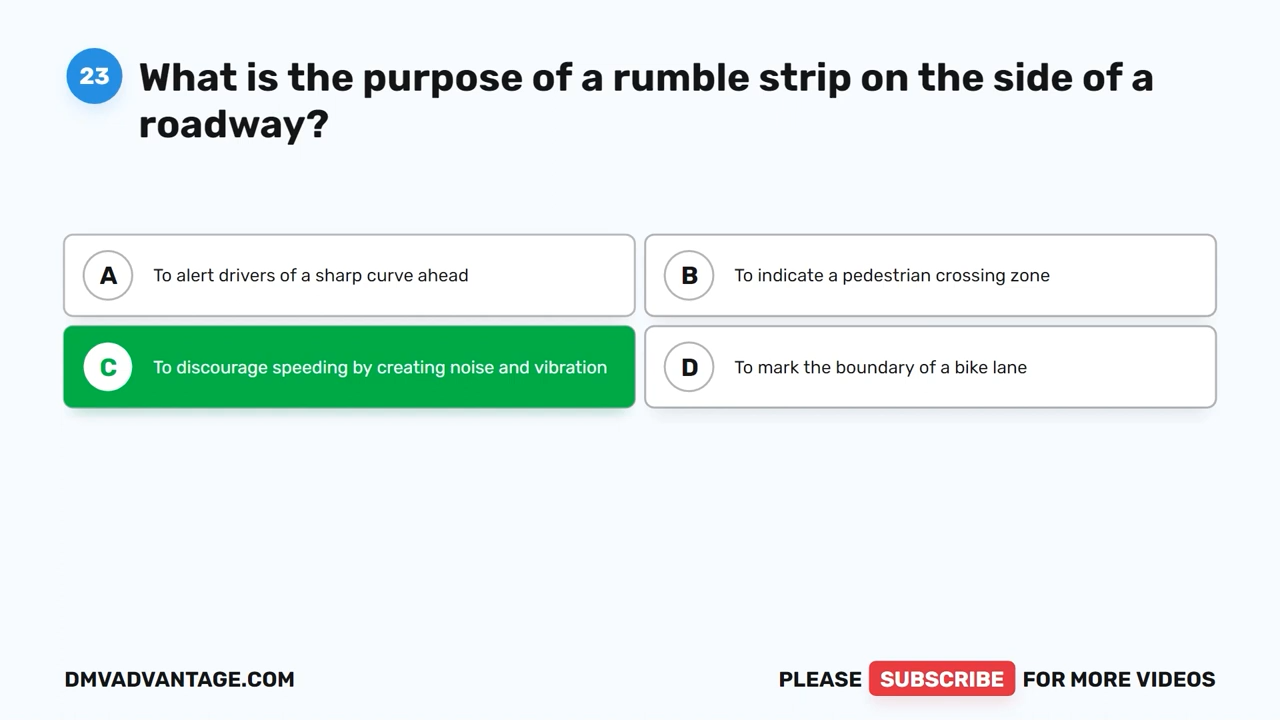 23 What is the purpose of a rumble strip on the side of a
roadway?
A To alert drivers of a sharp curve ahead
B To indicate a pedestrian crossing zone
C To discourage speeding by creating noise and vibration
D To mark the boundary of a bike lane
DMVADVANTAGE.COM
PLEASE SUBSCRIBE FOR MORE VIDEOS